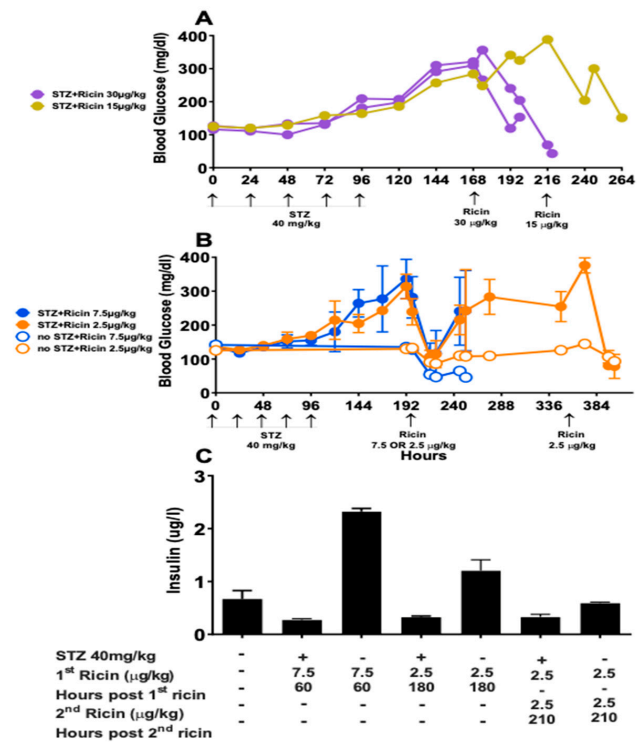 A
Blood Glucose (mg/dl)
400
300
200
100
0
STZ+Ricin 30µg/kg
STZ+Ricin 15µg/kg
0 24 48 72 96 120 144 168 192 216 240 264
STZ
40 mg/kg
Ricin
30 µg/kg
Ricin
15 µg/kg
B
Blood Glucose (mg/dl)
400
300
200
100
0
STZ+Ricin 7.5µg/kg
STZ+Ricin 2.5µg/kg
no STZ+Ricin 7.5µg/kg
no STZ+Ricin 2.5µg/kg
0 48 96 144 192 240 288 336 384
STZ
40 mg/kg
Ricin
7.5 OR 2.5 µg/kg
Ricin
2.5 µg/kg
Hours
C
Insulin (ug/l)
3
2
1
0
STZ 40mg/kg - + - + - + -
1st Ricin (µg/kg) - 7.5 7.5 2.5 2.5 2.5 2.5
Hours post 1st ricin - 60 60 180 180 - -
2nd Ricin (µg/kg) - - - - - 2.5 2.5
Hours post 2nd ricin - - - - - 210 210